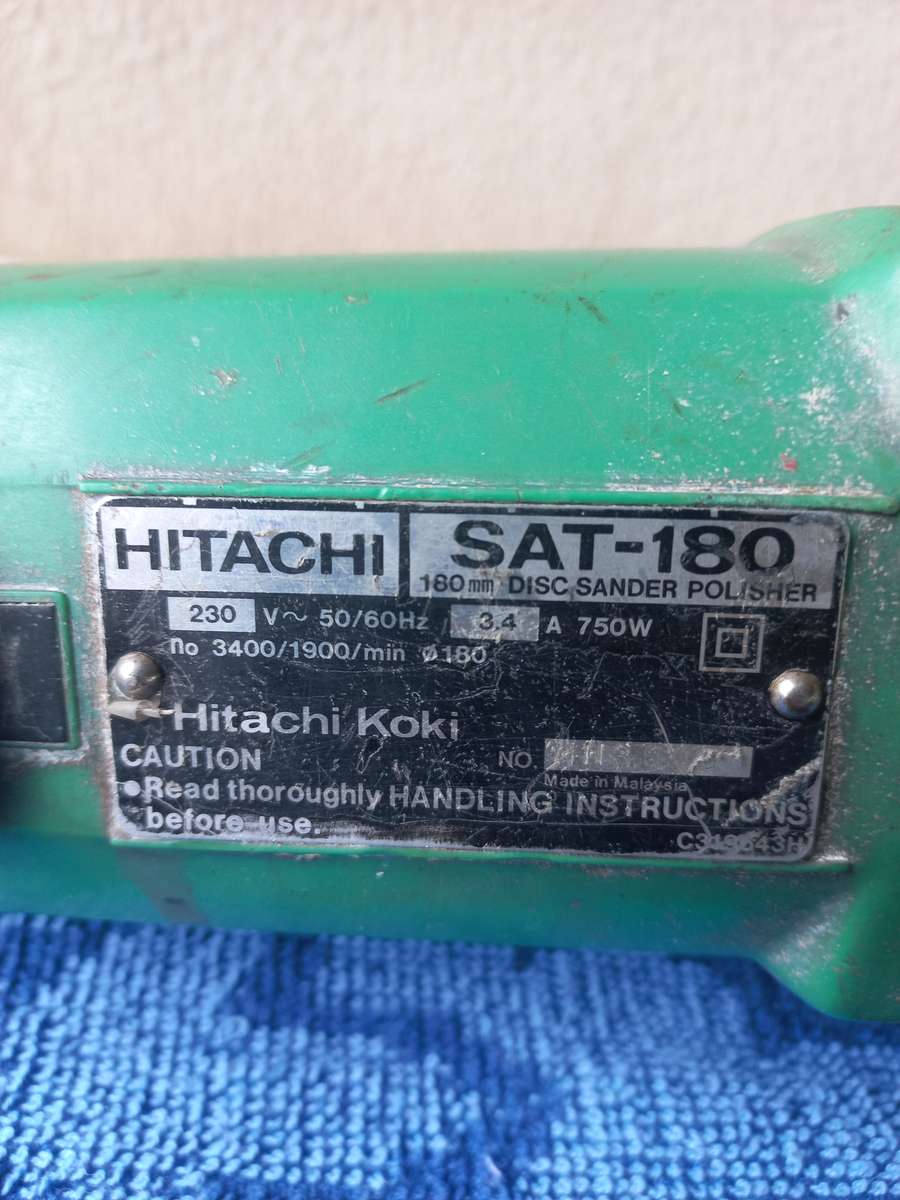 HITACHI
SAT-180
180mm DISC SANDER POLISHER
230 V~ 50/60Hz 3.4 A 750W
no 3400/1900/min ø180
Hitachi Koki
CAUTION
NO.
Made in Malaysia
●Read thoroughly HANDLING INSTRUCTIONS
before use.